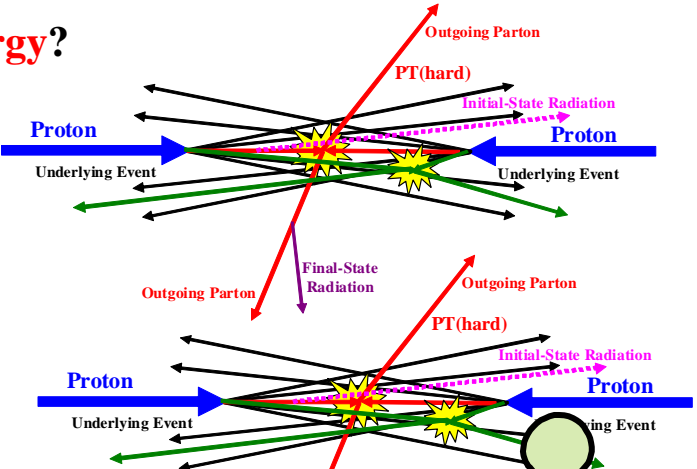 rgy?
Outgoing Parton
PT(hard)
Initial-State Radiation
Proton
Proton
Underlying Event
Underlying Event
Final-State
Radiation
Outgoing Parton
Outgoing Parton
PT(hard)
Initial-State Radiation
Proton
Proton
Underlying Event
ying Event